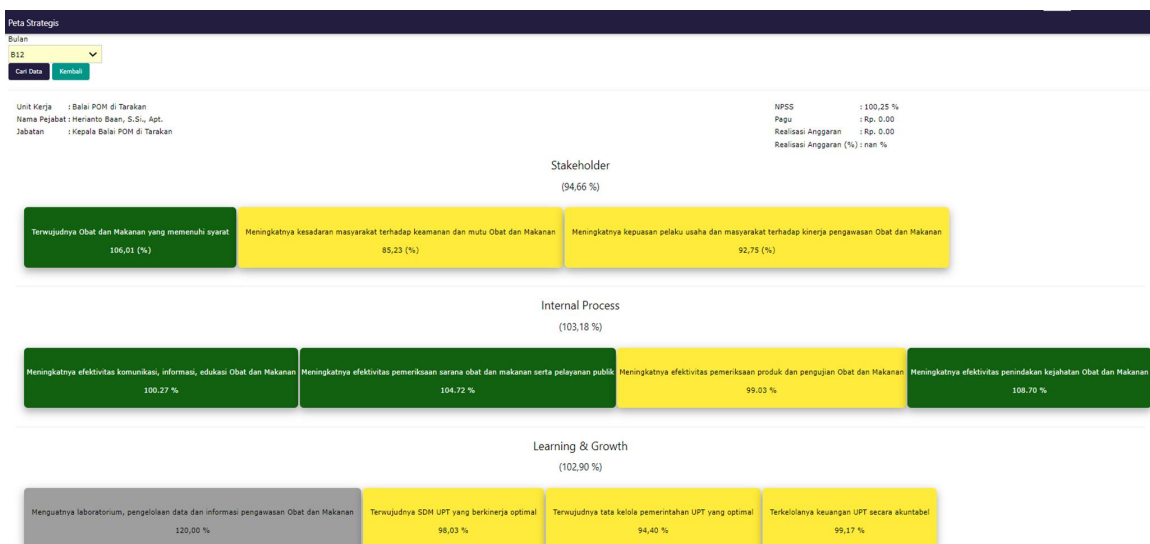 Peta Strategis
Bulan
B12
Cari Data Kembali
Unit Kerja : Balai POM di Tarakan
Nama Pejabat : Herianto Baan, S.Si., Apt.
Jabatan : Kepala Balai POM di Tarakan
NPSS : 100,25 %
Pagu : Rp. 0.00
Realisasi Anggaran : Rp. 0.00
Realisasi Anggaran (%) : nan %
Stakeholder
(94,66 %)
Terwujudnya Obat dan Makanan yang memenuhi syarat
106,01 (%)
Meningkatnya kesadaran masyarakat terhadap keamanan dan mutu Obat dan Makanan
85,23 (%)
Meningkatnya kepuasan pelaku usaha dan masyarakat terhadap kinerja pengawasan Obat dan Makanan
92,75 (%)
Internal Process
(103,18 %)
Meningkatnya efektivitas komunikasi, informasi, edukasi Obat dan Makanan
100.27 %
Meningkatnya efektivitas pemeriksaan sarana obat dan makanan serta pelayanan publik
104.72 %
Meningkatnya efektivitas pemeriksaan produk dan pengujian Obat dan Makanan
99.03 %
Meningkatnya efektivitas penindakan kejahatan Obat dan Makanan
108.70 %
Learning & Growth
(102,90 %)
Menguatnya laboratorium, pengelolaan data dan informasi pengawasan Obat dan Makanan
120,00 %
Terwujudnya SDM UPT yang berkinerja optimal
98,03 %
Terwujudnya tata kelola pemerintahan UPT yang optimal
94,40 %
Terkelolanya keuangan UPT secara akuntabel
99,17 %